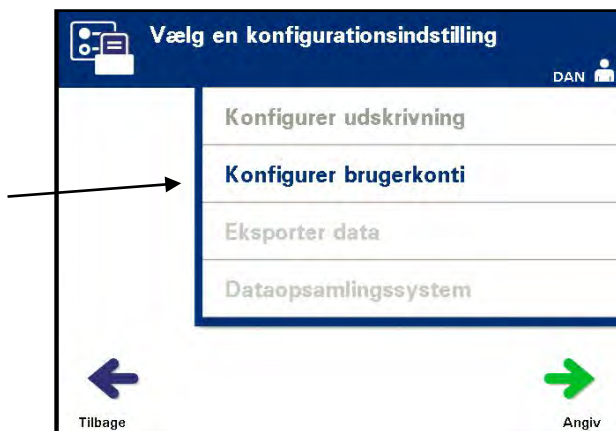 Vælg en konfigurationsindstilling
DAN
Konfigurer udskrivning
Konfigurer brugerkonti
Eksporter data
Dataopsamlingssystem
Tilbage
Angiv